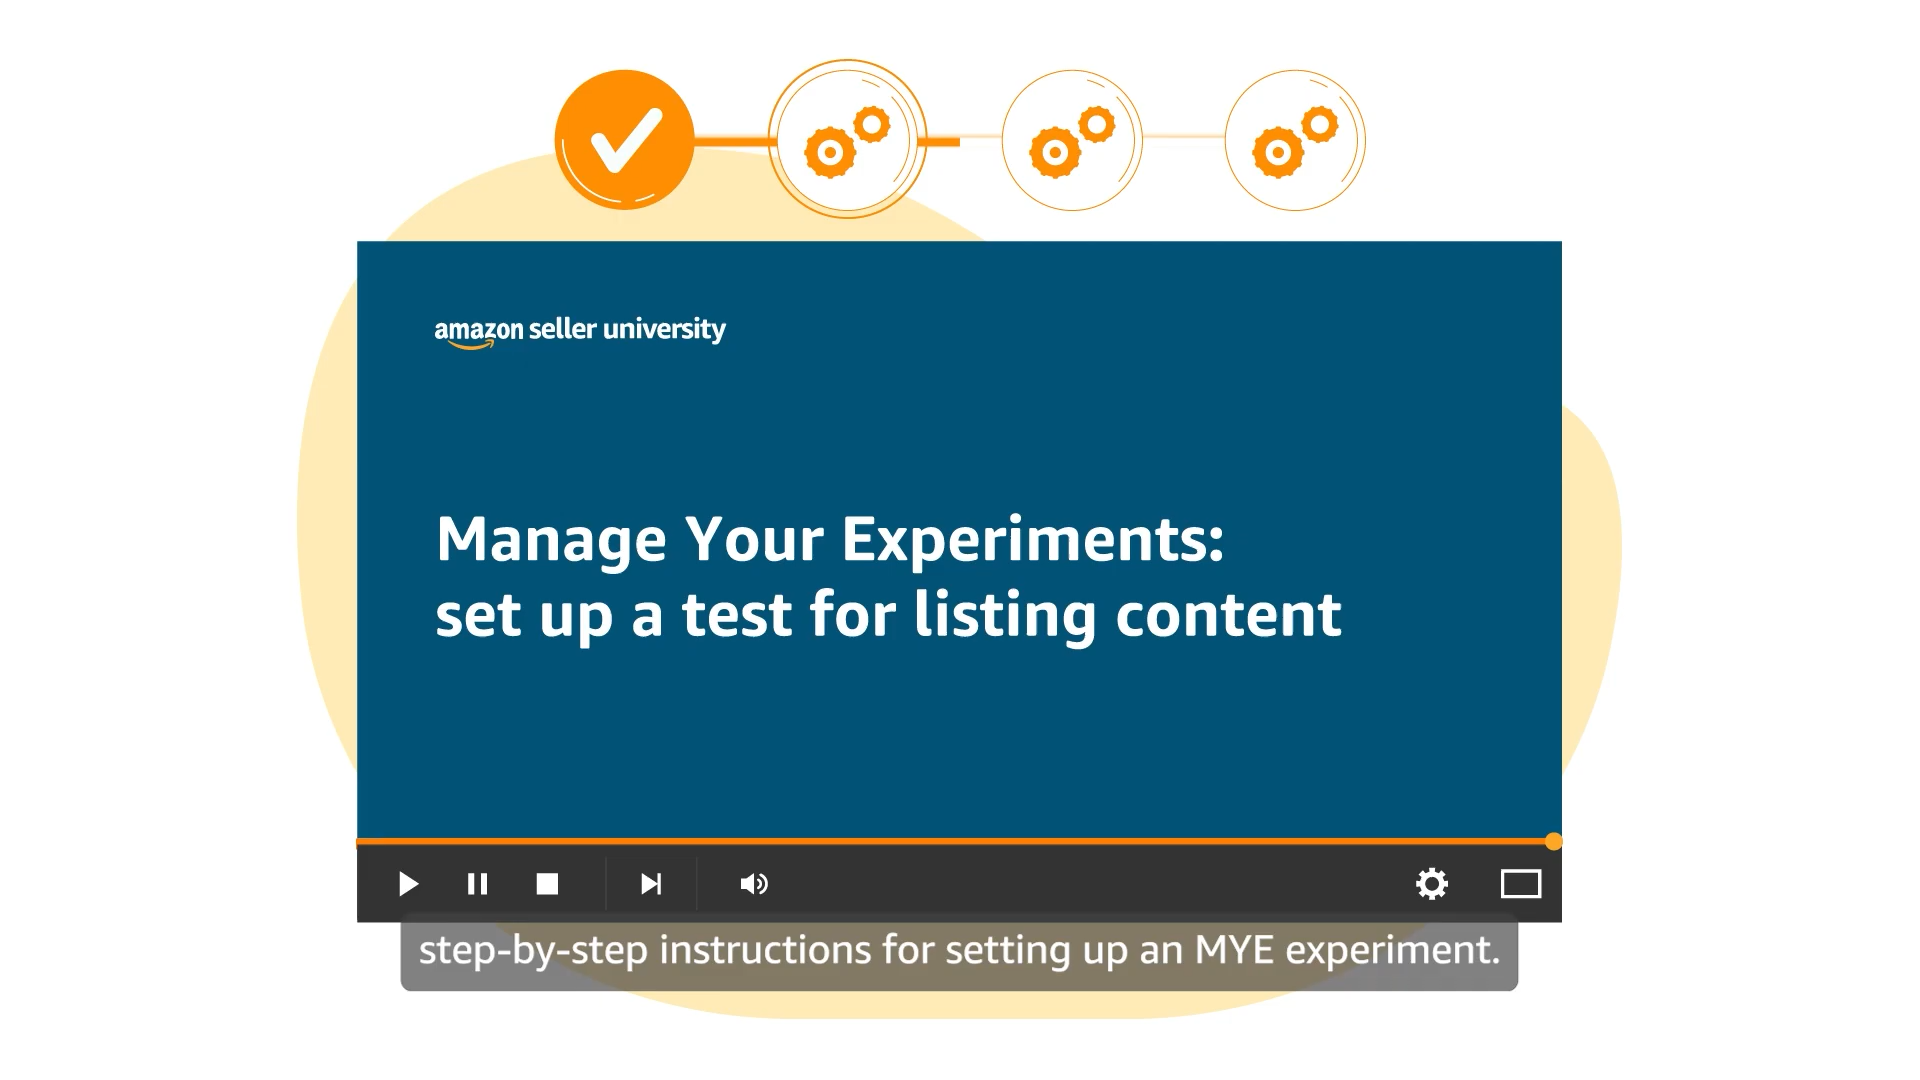 amazon seller university
Manage Your Experiments:
set up a test for listing content
step-by-step instructions for setting up an MYE experiment.